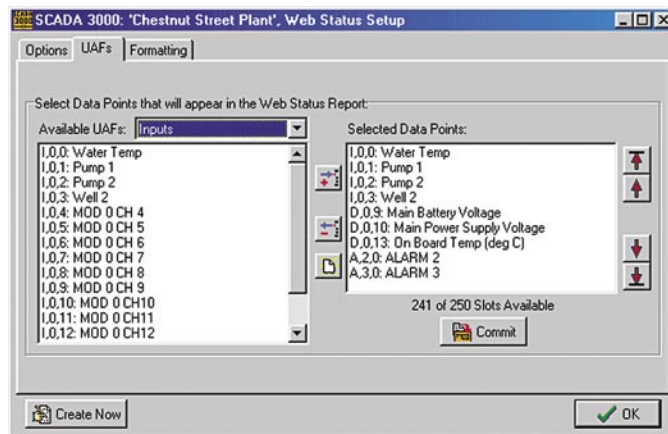 SCADA 3000: 'Chestnut Street Plant', Web Status Setup
Options UAFs Formatting
Select Data Points that will appear in the Web Status Report:
Available UAFs: Inputs
Selected Data Points:
I,0,0: Water Temp
I,0,1: Pump 1
I,0,2: Pump 2
I,0,3: Well 2
I,0,4: MOD 0 CH 4
I,0,5: MOD 0 CH 5
I,0,6: MOD 0 CH 6
I,0,7: MOD 0 CH 7
I,0,8: MOD 0 CH 8
I,0,9: MOD 0 CH 9
I,0,10: MOD 0 CH10
I,0,11: MOD 0 CH11
I,0,12: MOD 0 CH12
I,0,0: Water Temp
I,0,1: Pump 1
I,0,2: Pump 2
I,0,3: Well 2
D,0,9: Main Battery Voltage
D,0,10: Main Power Supply Voltage
D,0,13: On Board Temp (deg C)
A,2,0: ALARM 2
A,3,0: ALARM 3
241 of 250 Slots Available
Commit
Create Now
OK